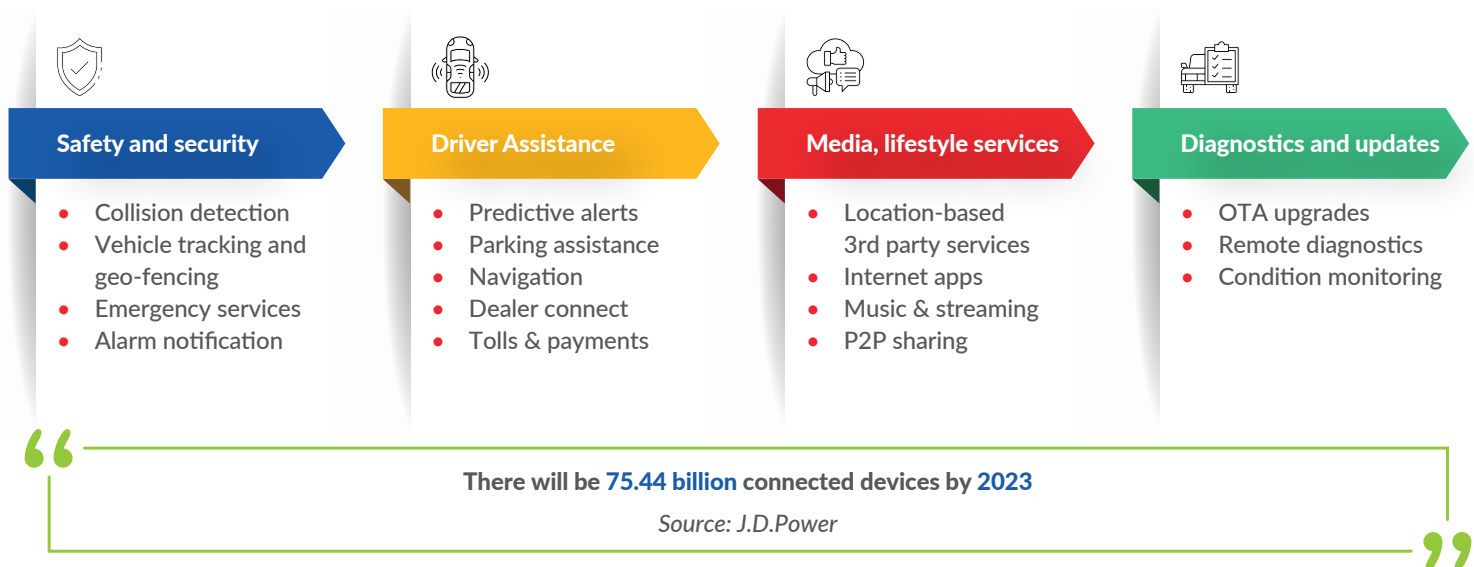 Safety and security
Collision detection
Vehicle tracking and
geo-fencing
Emergency services
Alarm notification
Driver Assistance
Predictive alerts
Parking assistance
Navigation
Dealer connect
Tolls & payments
Media, lifestyle services
Location-based
3rd party services
Internet apps
Music & streaming
P2P sharing
Diagnostics and updates
OTA upgrades
Remote diagnostics
Condition monitoring
There will be 75.44 billion connected devices by 2023
Source: J.D.Power